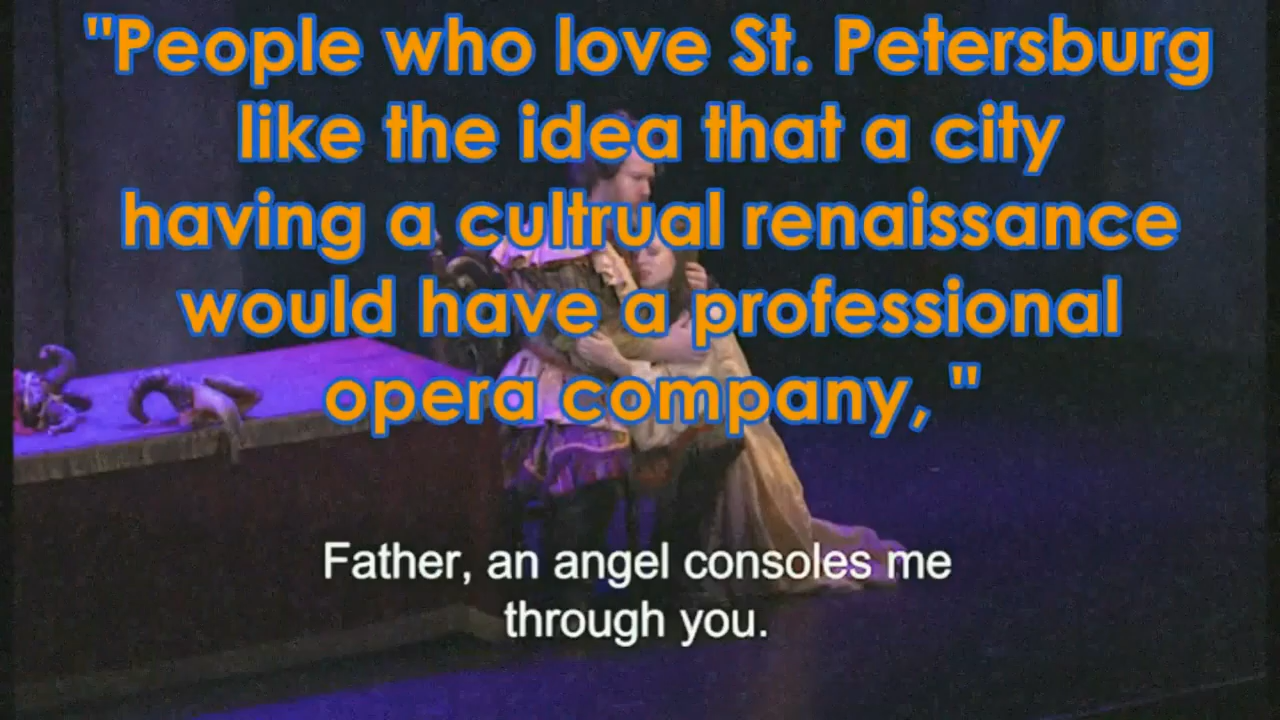 "People who love St. Petersburg
like the idea that a city
having a cultrual renaissance
would have a professional
opera company, "
Father, an angel consoles me
through you.